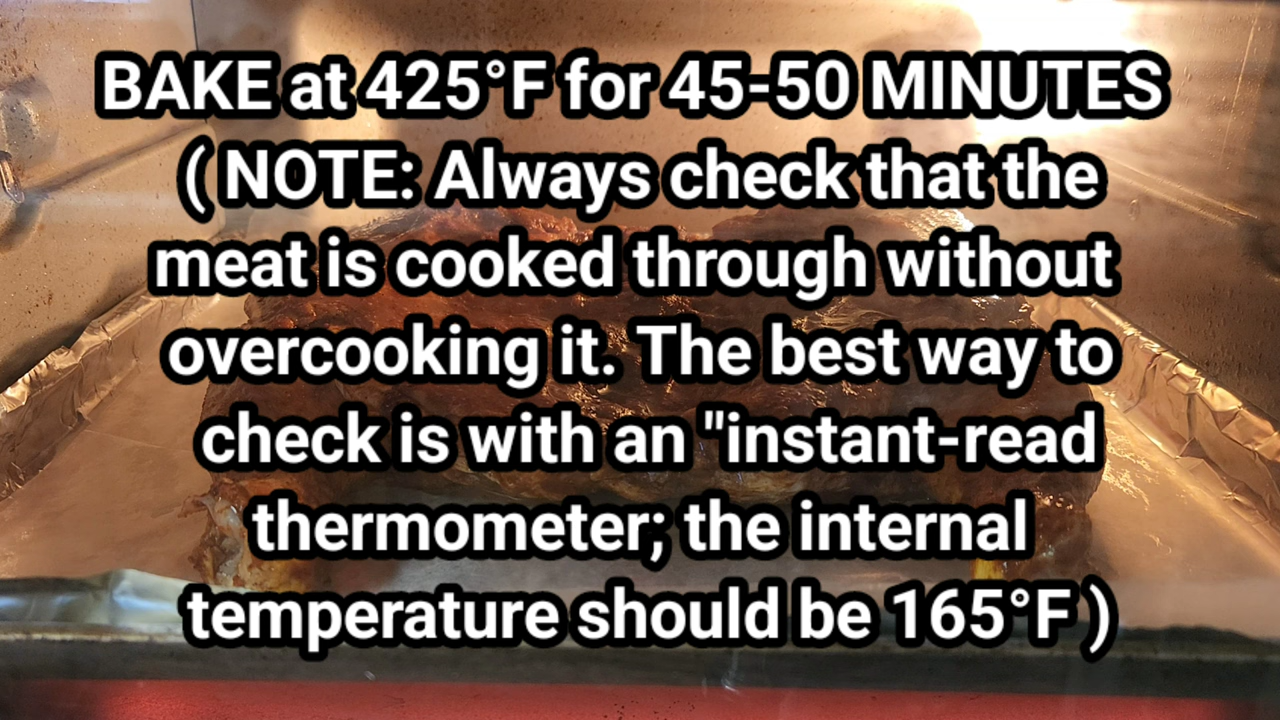 BAKE at 425°F for 45-50 MINUTES
( NOTE: Always check that the
meat is cooked through without
overcooking it. The best way to
check is with an "instant-read
thermometer; the internal
temperature should be 165°F )